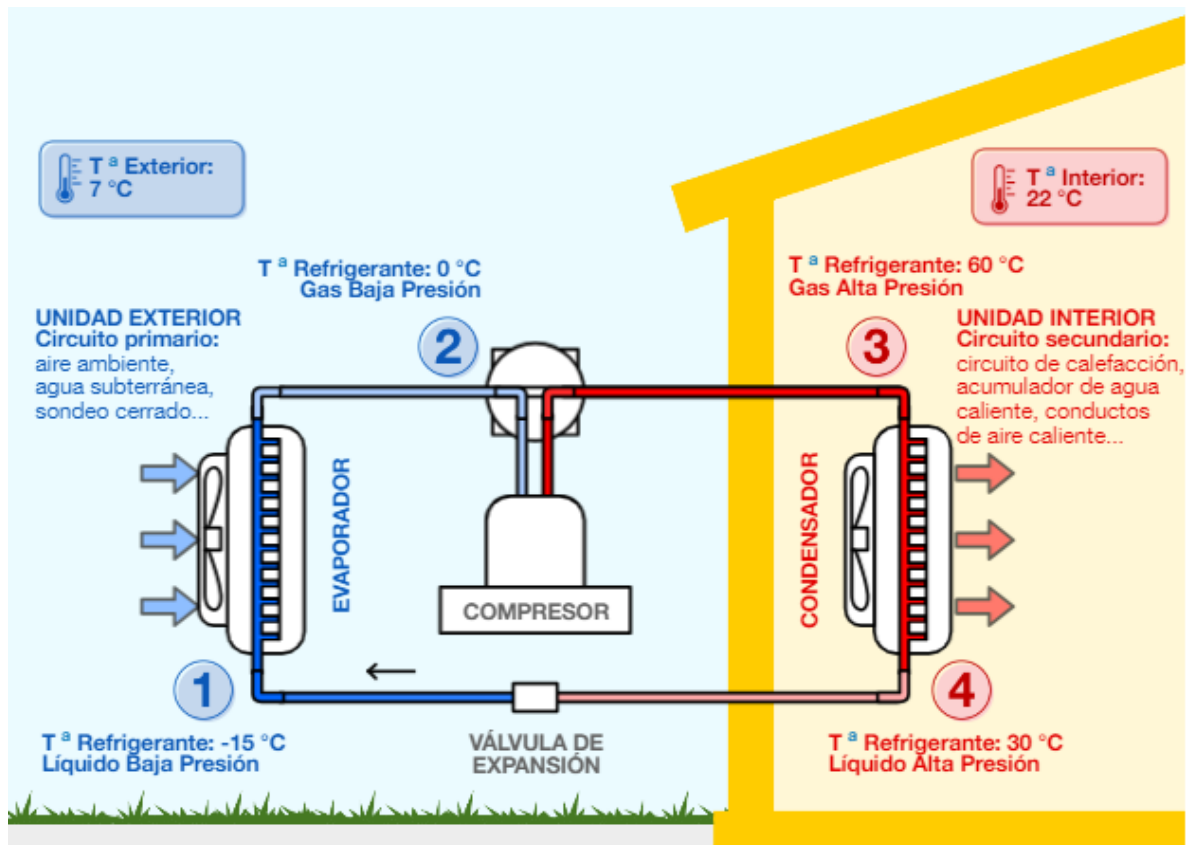 T ª Exterior:
7 °C
T ª Interior:
22 °C
T ª Refrigerante: 0 °C
Gas Baja Presión
T ª Refrigerante: 60 °C
Gas Alta Presión
UNIDAD EXTERIOR
Circuito primario:
aire ambiente,
agua subterránea,
sondeo cerrado...
2
3
UNIDAD INTERIOR
Circuito secundario:
circuito de calefacción,
acumulador de agua
caliente, conductos
de aire caliente...
EVAPORADOR
COMPRESOR
CONDENSADOR
1
4
T ª Refrigerante: -15 °C
Líquido Baja Presión
VÁLVULA DE
EXPANSIÓN
T ª Refrigerante: 30 °C
Líquido Alta Presión